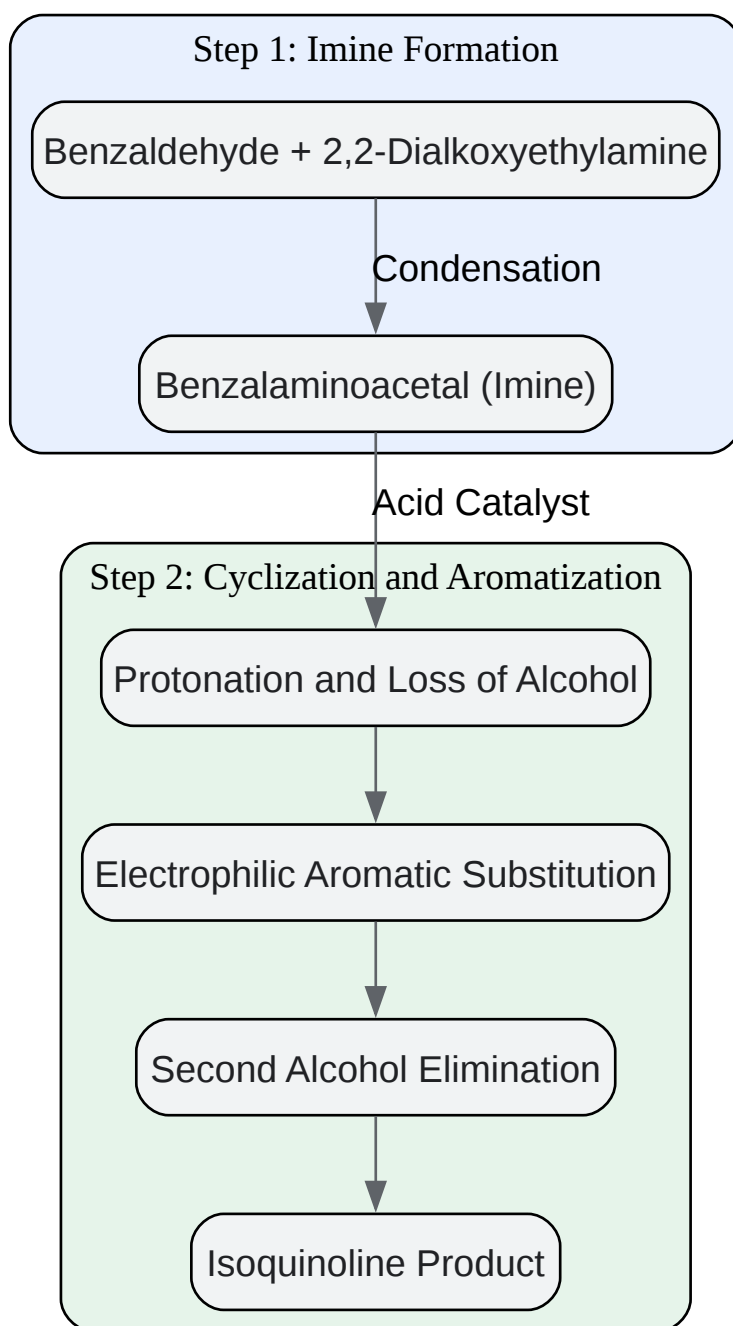 Step 1: Imine Formation
Benzaldehyde + 2,2-Dialkoxyethylamine
Condensation
Benzalaminoacetal (Imine)
Acid Catalyst
Step 2: Cyclization and Aromatization
Protonation and Loss of Alcohol
Electrophilic Aromatic Substitution
Second Alcohol Elimination
Isoquinoline Product